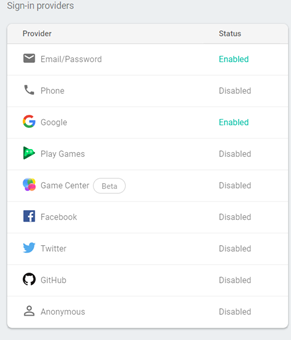 Sign-in providers
Provider Status
Email/Password Enabled
Phone Disabled
Google Enabled
Play Games Disabled
Game Center Beta Disabled
Facebook Disabled
Twitter Disabled
GitHub Disabled
Anonymous Disabled